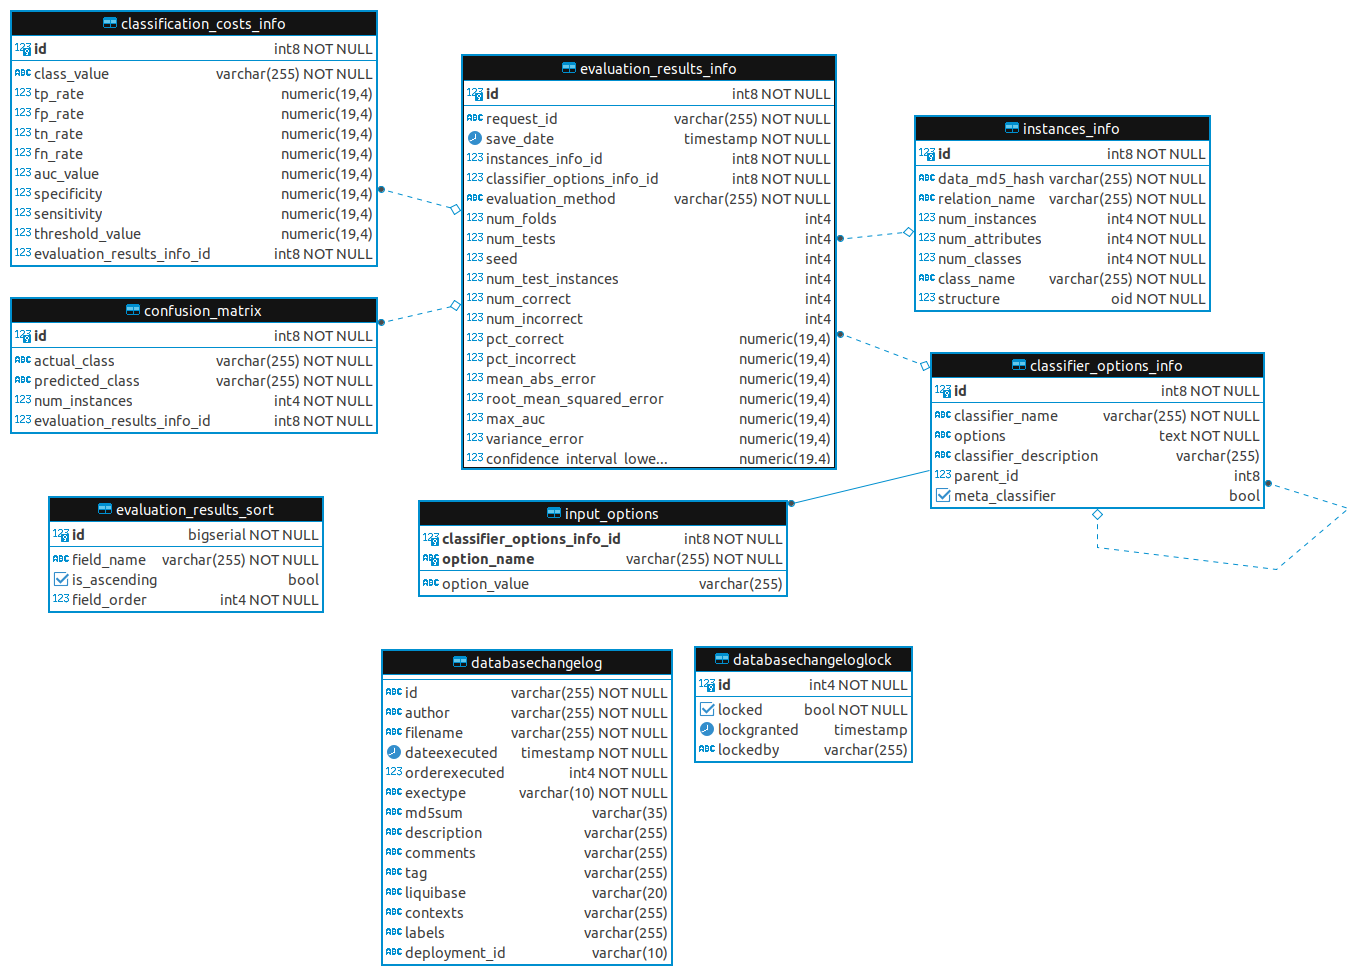 classification_costs_info
id int8 NOT NULL
class_value varchar(255) NOT NULL
tp_rate numeric(19,4)
fp_rate numeric(19,4)
tn_rate numeric(19,4)
fn_rate numeric(19,4)
auc_value numeric(19,4)
specificity numeric(19,4)
sensitivity numeric(19,4)
threshold_value numeric(19,4)
evaluation_results_info_id int8 NOT NULL
confusion_matrix
id int8 NOT NULL
actual_class varchar(255) NOT NULL
predicted_class varchar(255) NOT NULL
num_instances int4 NOT NULL
evaluation_results_info_id int8 NOT NULL
evaluation_results_info
id int8 NOT NULL
request_id varchar(255) NOT NULL
save_date timestamp NOT NULL
instances_info_id int8 NOT NULL
classifier_options_info_id int8 NOT NULL
evaluation_method varchar(255) NOT NULL
num_folds int4
num_tests int4
seed int4
num_test_instances int4
num_correct int4
num_incorrect int4
pct_correct numeric(19,4)
pct_incorrect numeric(19,4)
mean_abs_error numeric(19,4)
root_mean_squared_error numeric(19,4)
max_auc numeric(19,4)
variance_error numeric(19,4)
confidence_interval_lowe... numeric(19,4)
instances_info
id int8 NOT NULL
data_md5_hash varchar(255) NOT NULL
relation_name varchar(255) NOT NULL
num_instances int4 NOT NULL
num_attributes int4 NOT NULL
num_classes int4 NOT NULL
class_name varchar(255) NOT NULL
structure oid NOT NULL
classifier_options_info
id int8 NOT NULL
classifier_name varchar(255) NOT NULL
options text NOT NULL
classifier_description varchar(255)
parent_id int8
meta_classifier bool
evaluation_results_sort
id bigserial NOT NULL
field_name varchar(255) NOT NULL
is_ascending bool
field_order int4 NOT NULL
input_options
classifier_options_info_id int8 NOT NULL
option_name varchar(255) NOT NULL
option_value varchar(255)
databasechangelog
id varchar(255) NOT NULL
author varchar(255) NOT NULL
filename varchar(255) NOT NULL
dateexecuted timestamp NOT NULL
orderexecuted int4 NOT NULL
exectype varchar(10) NOT NULL
md5sum varchar(35)
description varchar(255)
comments varchar(255)
tag varchar(255)
liquibase varchar(20)
contexts varchar(255)
labels varchar(255)
deployment_id varchar(10)
databasechangeloglock
id int4 NOT NULL
locked bool NOT NULL
lockgranted timestamp
lockedby varchar(255)